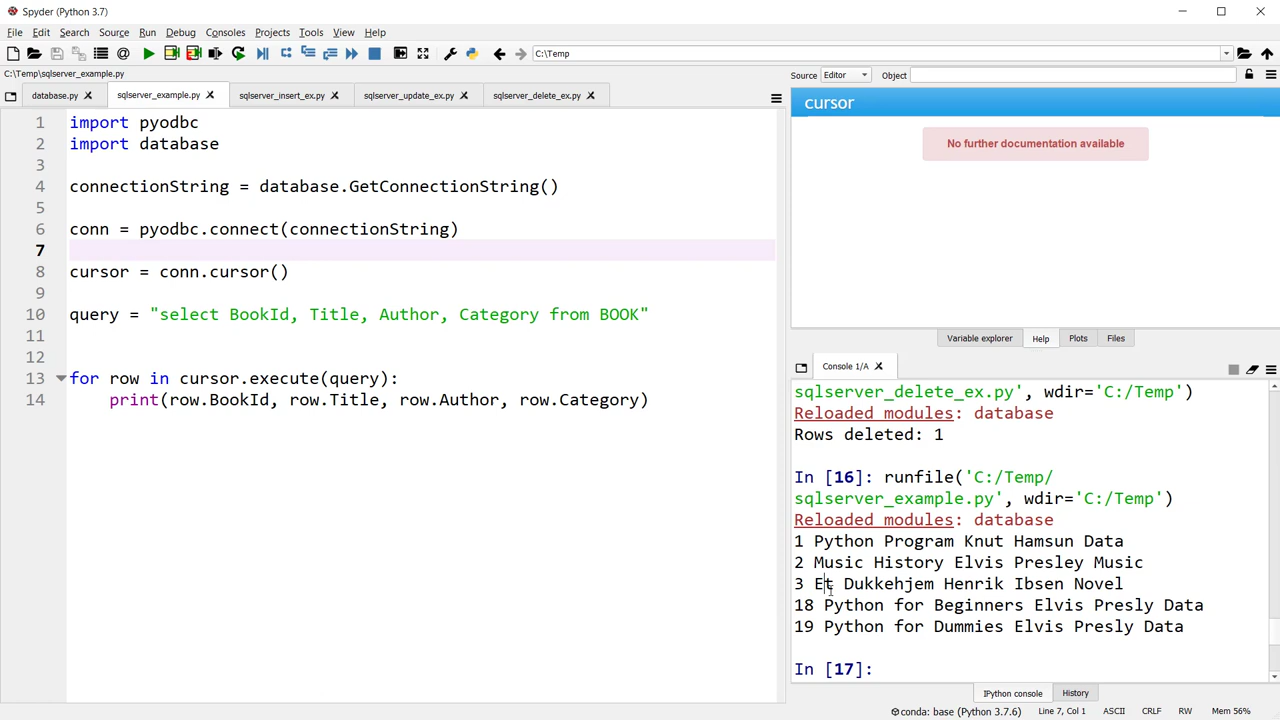 Spyder (Python 3.7)
File Edit Search Source Run Debug Consoles Projects Tools View Help
C:\Temp
C:\Temp\sqlserver_example.py
database.py sqlserver_example.py sqlserver_insert_ex.py sqlserver_update_ex.py sqlserver_delete_ex.py
1 import pyodbc
2 import database
3
4 connectionString = database.GetConnectionString()
5
6 conn = pyodbc.connect(connectionString)
7
8 cursor = conn.cursor()
9
10 query = "select BookId, Title, Author, Category from BOOK"
11
12
13 for row in cursor.execute(query):
14 print(row.BookId, row.Title, row.Author, row.Category)
Source Editor Object
cursor
No further documentation available
Variable explorer Help Plots Files
Console 1/A
sqlserver_delete_ex.py', wdir='C:/Temp')
Reloaded modules: database
Rows deleted: 1
In [16]: runfile('C:/Temp/
sqlserver_example.py', wdir='C:/Temp')
Reloaded modules: database
1 Python Program Knut Hamsun Data
2 Music History Elvis Presley Music
3 Et Dukkehjem Henrik Ibsen Novel
18 Python for Beginners Elvis Presly Data
19 Python for Dummies Elvis Presly Data
In [17]:
IPython console History
conda: base (Python 3.7.6) Line 7, Col 1 ASCII CRLF RW Mem 56%